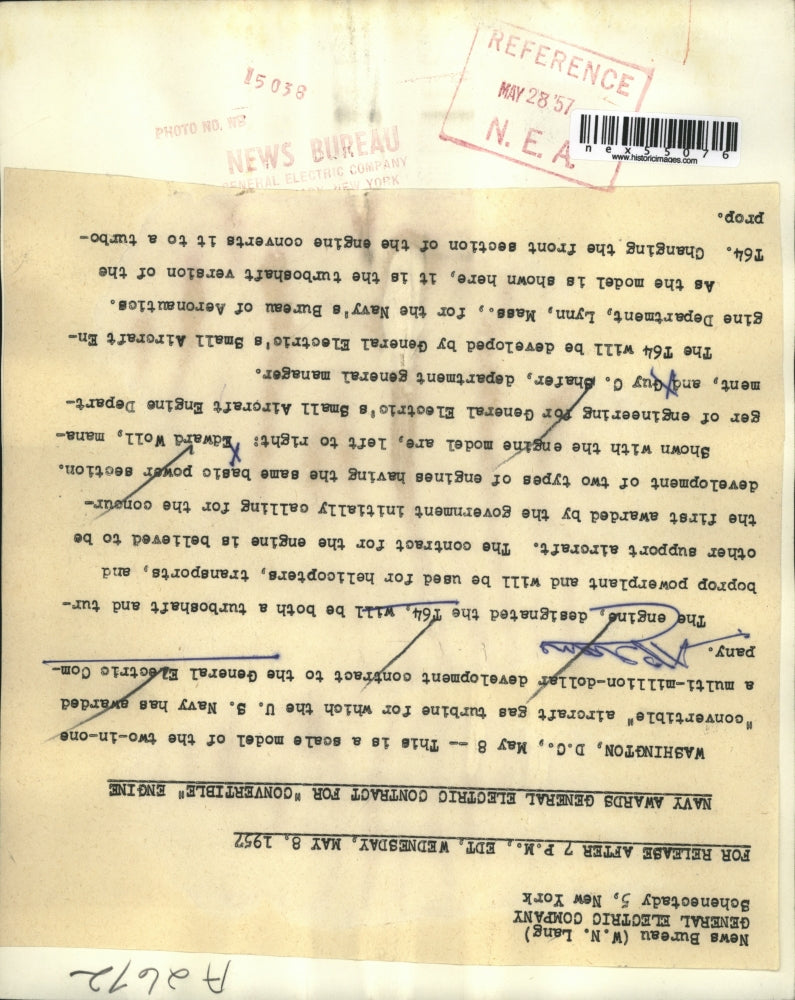 15038
PHOTO NO. NB
NEWS BUREAU
GENERAL ELECTRIC COMPANY
NEW YORK
REFERENCE
MAY 28 '57
N. E. A.
nex55076
www.historicimages.com
A2672
News Bureau (W.N. Lang)
GENERAL ELECTRIC COMPANY
Schenectady 5, New York
FOR RELEASE AFTER 7 P.M., EDT, WEDNESDAY, MAY 8, 1957
NAVY AWARDS GENERAL ELECTRIC CONTRACT FOR "CONVERTIBLE" ENGINE
WASHINGTON, D.C., May 8 -- This is a scale model of the two-in-one
"convertible" aircraft gas turbine for which the U. S. Navy has awarded
a multi-million-dollar development contract to the General Electric Com-
pany.
The engine, designated the T64, will be both a turboshaft and tur-
boprop powerplant and will be used for helicopters, transports, and
other support aircraft. The contract for the engine is believed to be
the first awarded by the government initially calling for the concur-
development of two types of engines having the same basic power section.
Shown with the engine model are, left to right: Edward Woll, mana-
ger of engineering for General Electric's Small Aircraft Engine Depart-
ment, and Guy C. Shafer, department general manager.
The T64 will be developed by General Electric's Small Aircraft En-
gine Department, Lynn, Mass., for the Navy's Bureau of Aeronautics.
As the model is shown here, it is the turboshaft version of the
T64. Changing the front section of the engine converts it to a turbo-
prop.